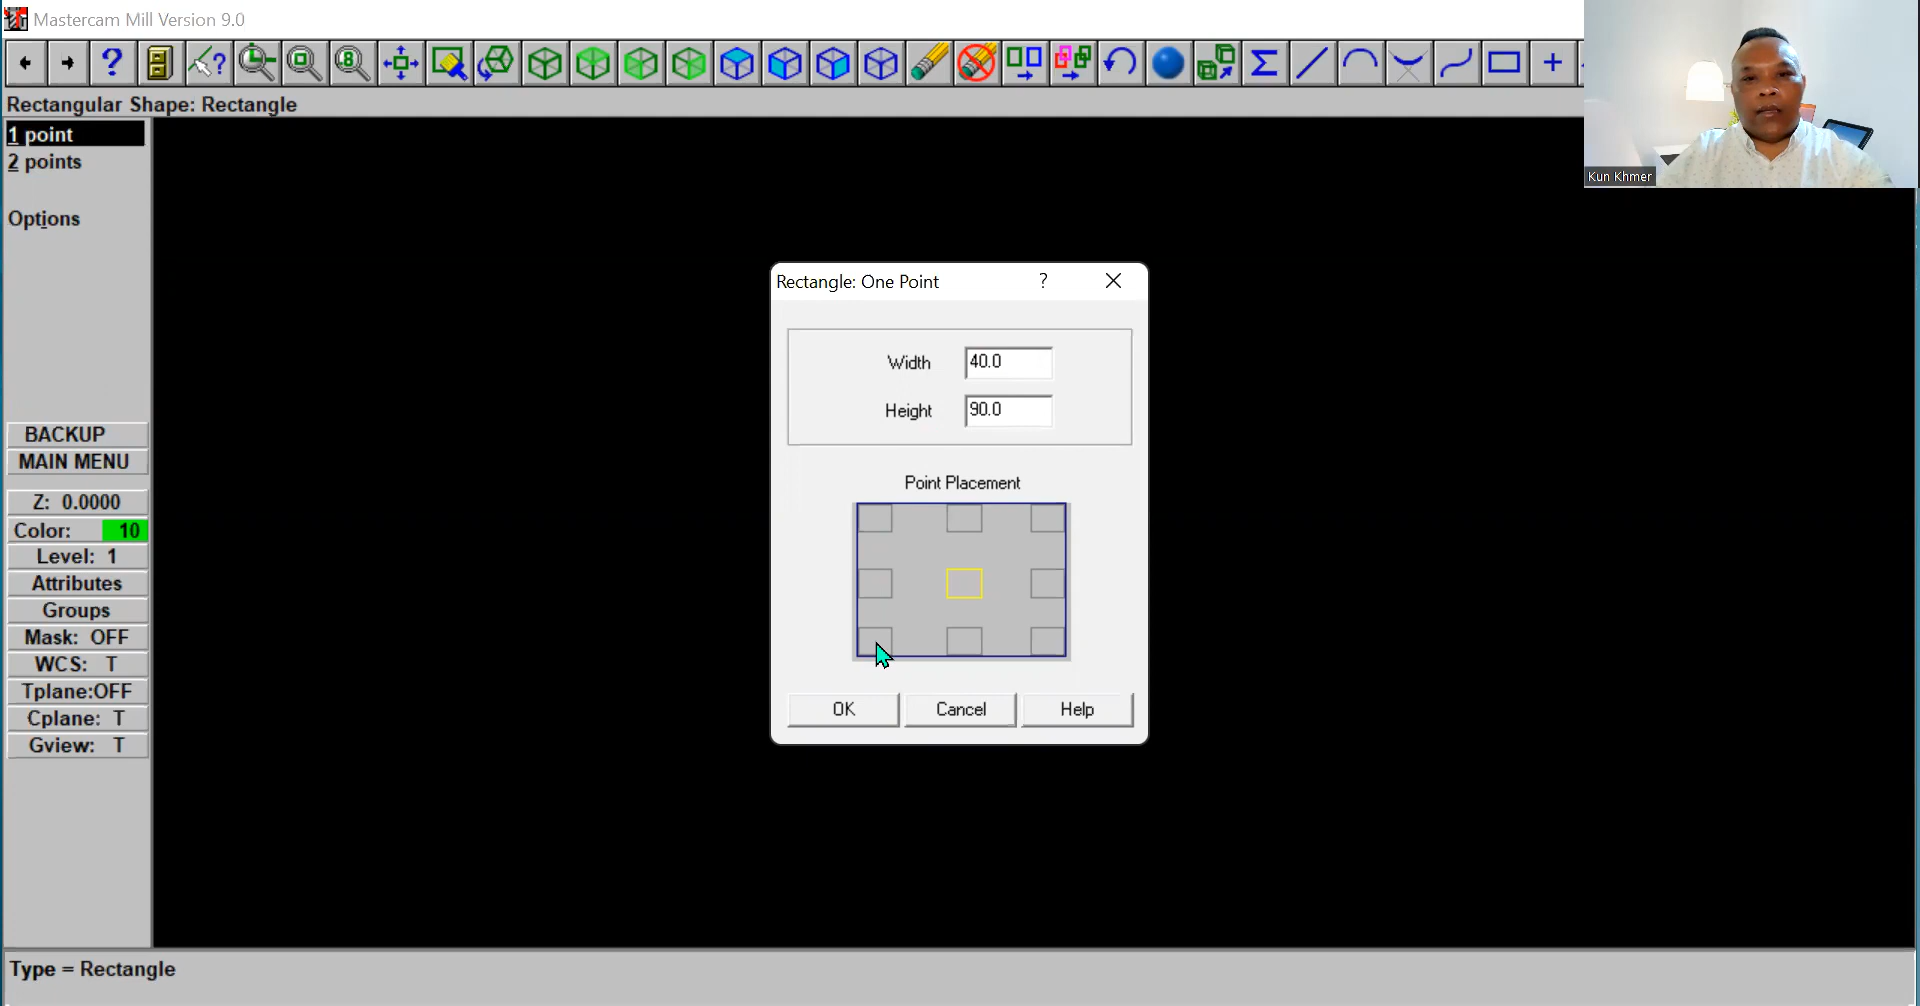 Mastercam Mill Version 9.0
Rectangular Shape: Rectangle
1 point
2 points
Options
BACKUP
MAIN MENU
Z: 0.0000
Color: 10
Level: 1
Attributes
Groups
Mask: OFF
WCS: T
Tplane:OFF
Cplane: T
Gview: T
Rectangle: One Point
Width 40.0
Height 90.0
Point Placement
OK Cancel Help
Kun Khmer
Type = Rectangle